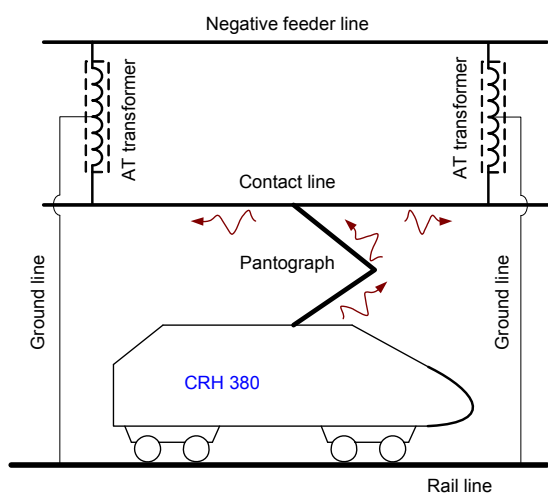 Negative feeder line
AT transformer
AT transformer
Contact line
Pantograph
Ground line
Ground line
CRH 380
Rail line